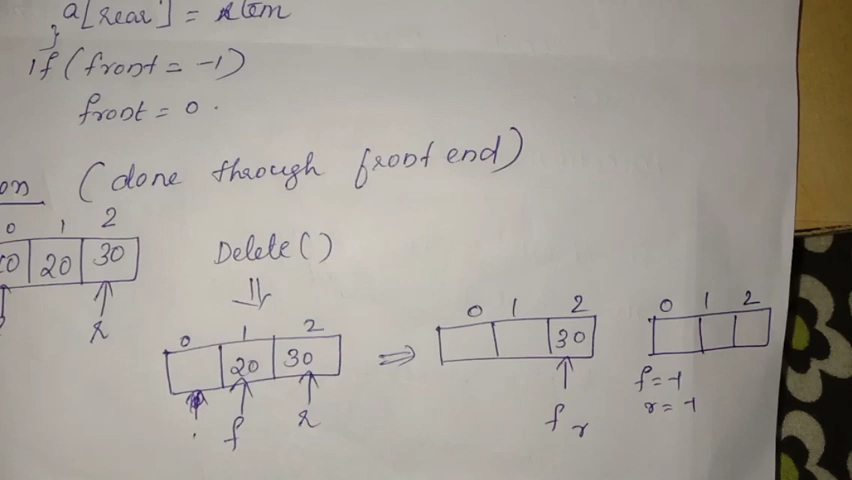 a[rear] = item
}
if (front = -1)
front = 0.
(done through front end)
0 1 2
20 30
r
Delete()
0 1 2
20 30
f r
0 1 2
30
f r
0 1 2
f = -1
r = -1